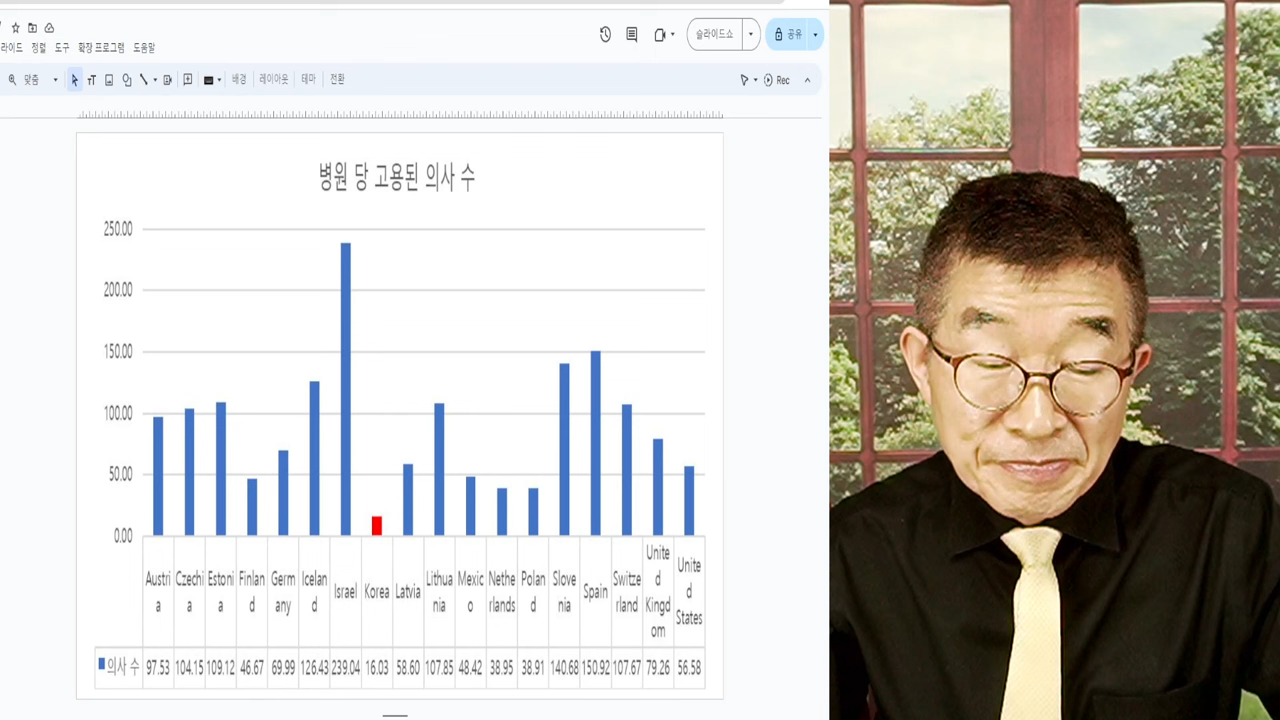 라이드 정렬 도구 확장 프로그램 도움말
슬라이드쇼
공유
맞춤
배경 레이아웃 테마 전환
Rec
병원 당 고용된 의사 수
250.00
200.00
150.00
100.00
50.00
0.00
Austria Czechia Estonia Finland Germany Iceland Israel Korea Latvia Lithuania Mexico Netherlands Poland Slovenia Spain Switzerland United Kingdom United States
의사 수 97.53 104.15 109.12 46.67 69.99 126.43 239.04 16.03 58.60 107.85 48.42 38.95 38.91 140.68 150.92 107.67 79.26 56.58